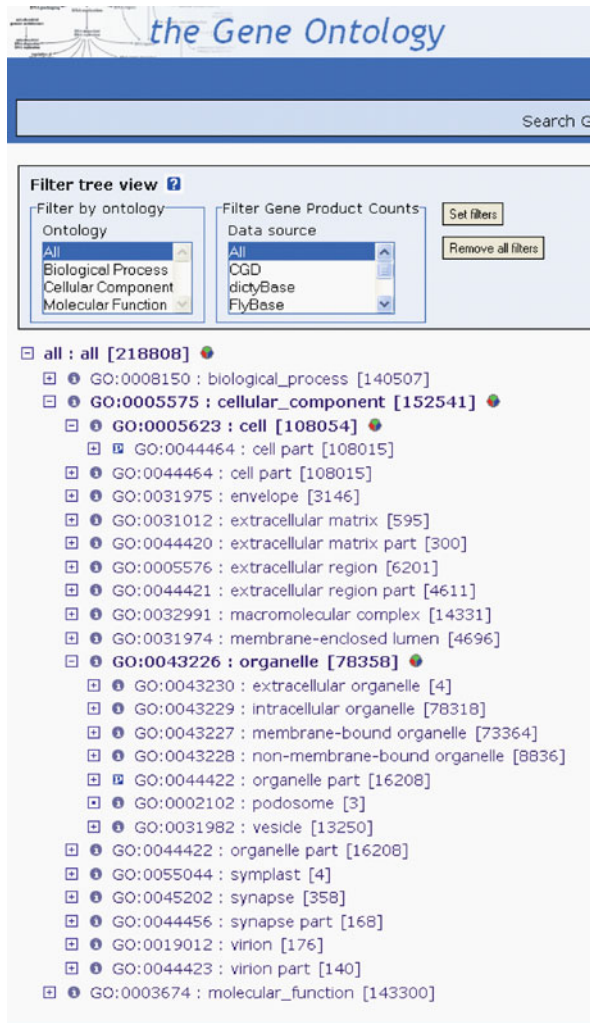 the Gene Ontology
Search G
Filter tree view ?
Filter by ontology
Ontology
All
Biological Process
Cellular Component
Molecular Function
Filter Gene Product Counts
Data source
All
CGD
dictyBase
FlyBase
Set filters
Remove all filters
all : all [218808]
GO:0008150 : biological_process [140507]
GO:0005575 : cellular_component [152541]
GO:0005623 : cell [108054]
GO:0044464 : cell part [108015]
GO:0044464 : cell part [108015]
GO:0031975 : envelope [3146]
GO:0031012 : extracellular matrix [595]
GO:0044420 : extracellular matrix part [300]
GO:0005576 : extracellular region [6201]
GO:0044421 : extracellular region part [4611]
GO:0032991 : macromolecular complex [14331]
GO:0031974 : membrane-enclosed lumen [4696]
GO:0043226 : organelle [78358]
GO:0043230 : extracellular organelle [4]
GO:0043229 : intracellular organelle [78318]
GO:0043227 : membrane-bound organelle [73364]
GO:0043228 : non-membrane-bound organelle [8836]
GO:0044422 : organelle part [16208]
GO:0002102 : podosome [3]
GO:0031982 : vesicle [13250]
GO:0044422 : organelle part [16208]
GO:0055044 : symplast [4]
GO:0045202 : synapse [358]
GO:0044456 : synapse part [168]
GO:0019012 : virion [176]
GO:0044423 : virion part [140]
GO:0003674 : molecular_function [143300]